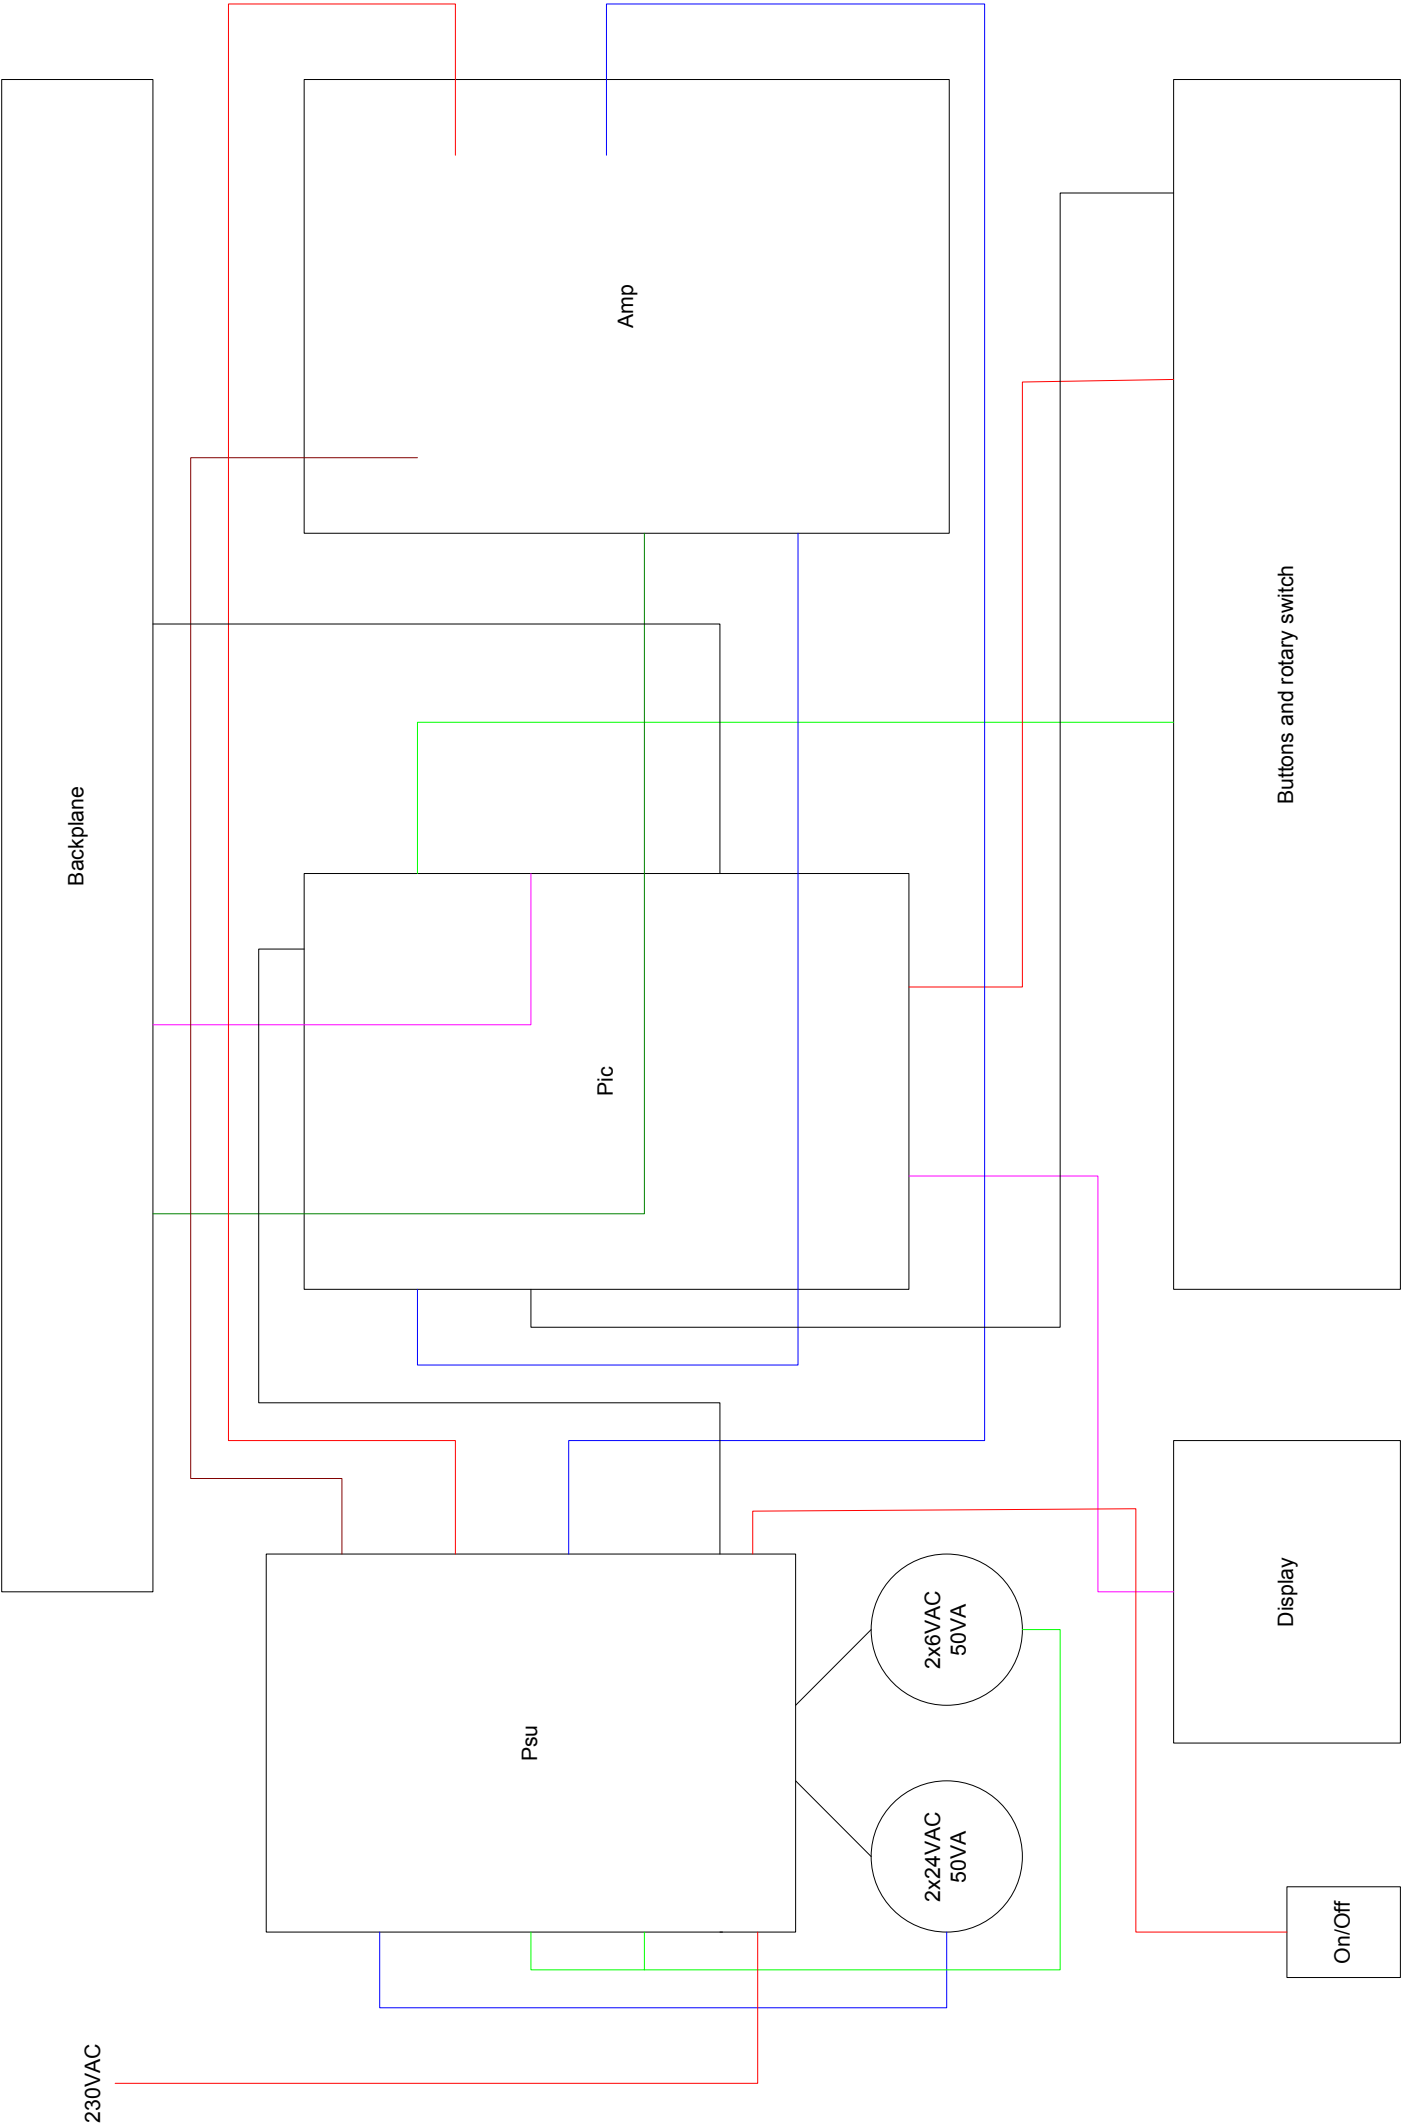 230VAC
Backplane
Psu
Pic
Amp
2x24VAC
50VA
2x6VAC
50VA
On/Off
Display
Buttons and rotary switch